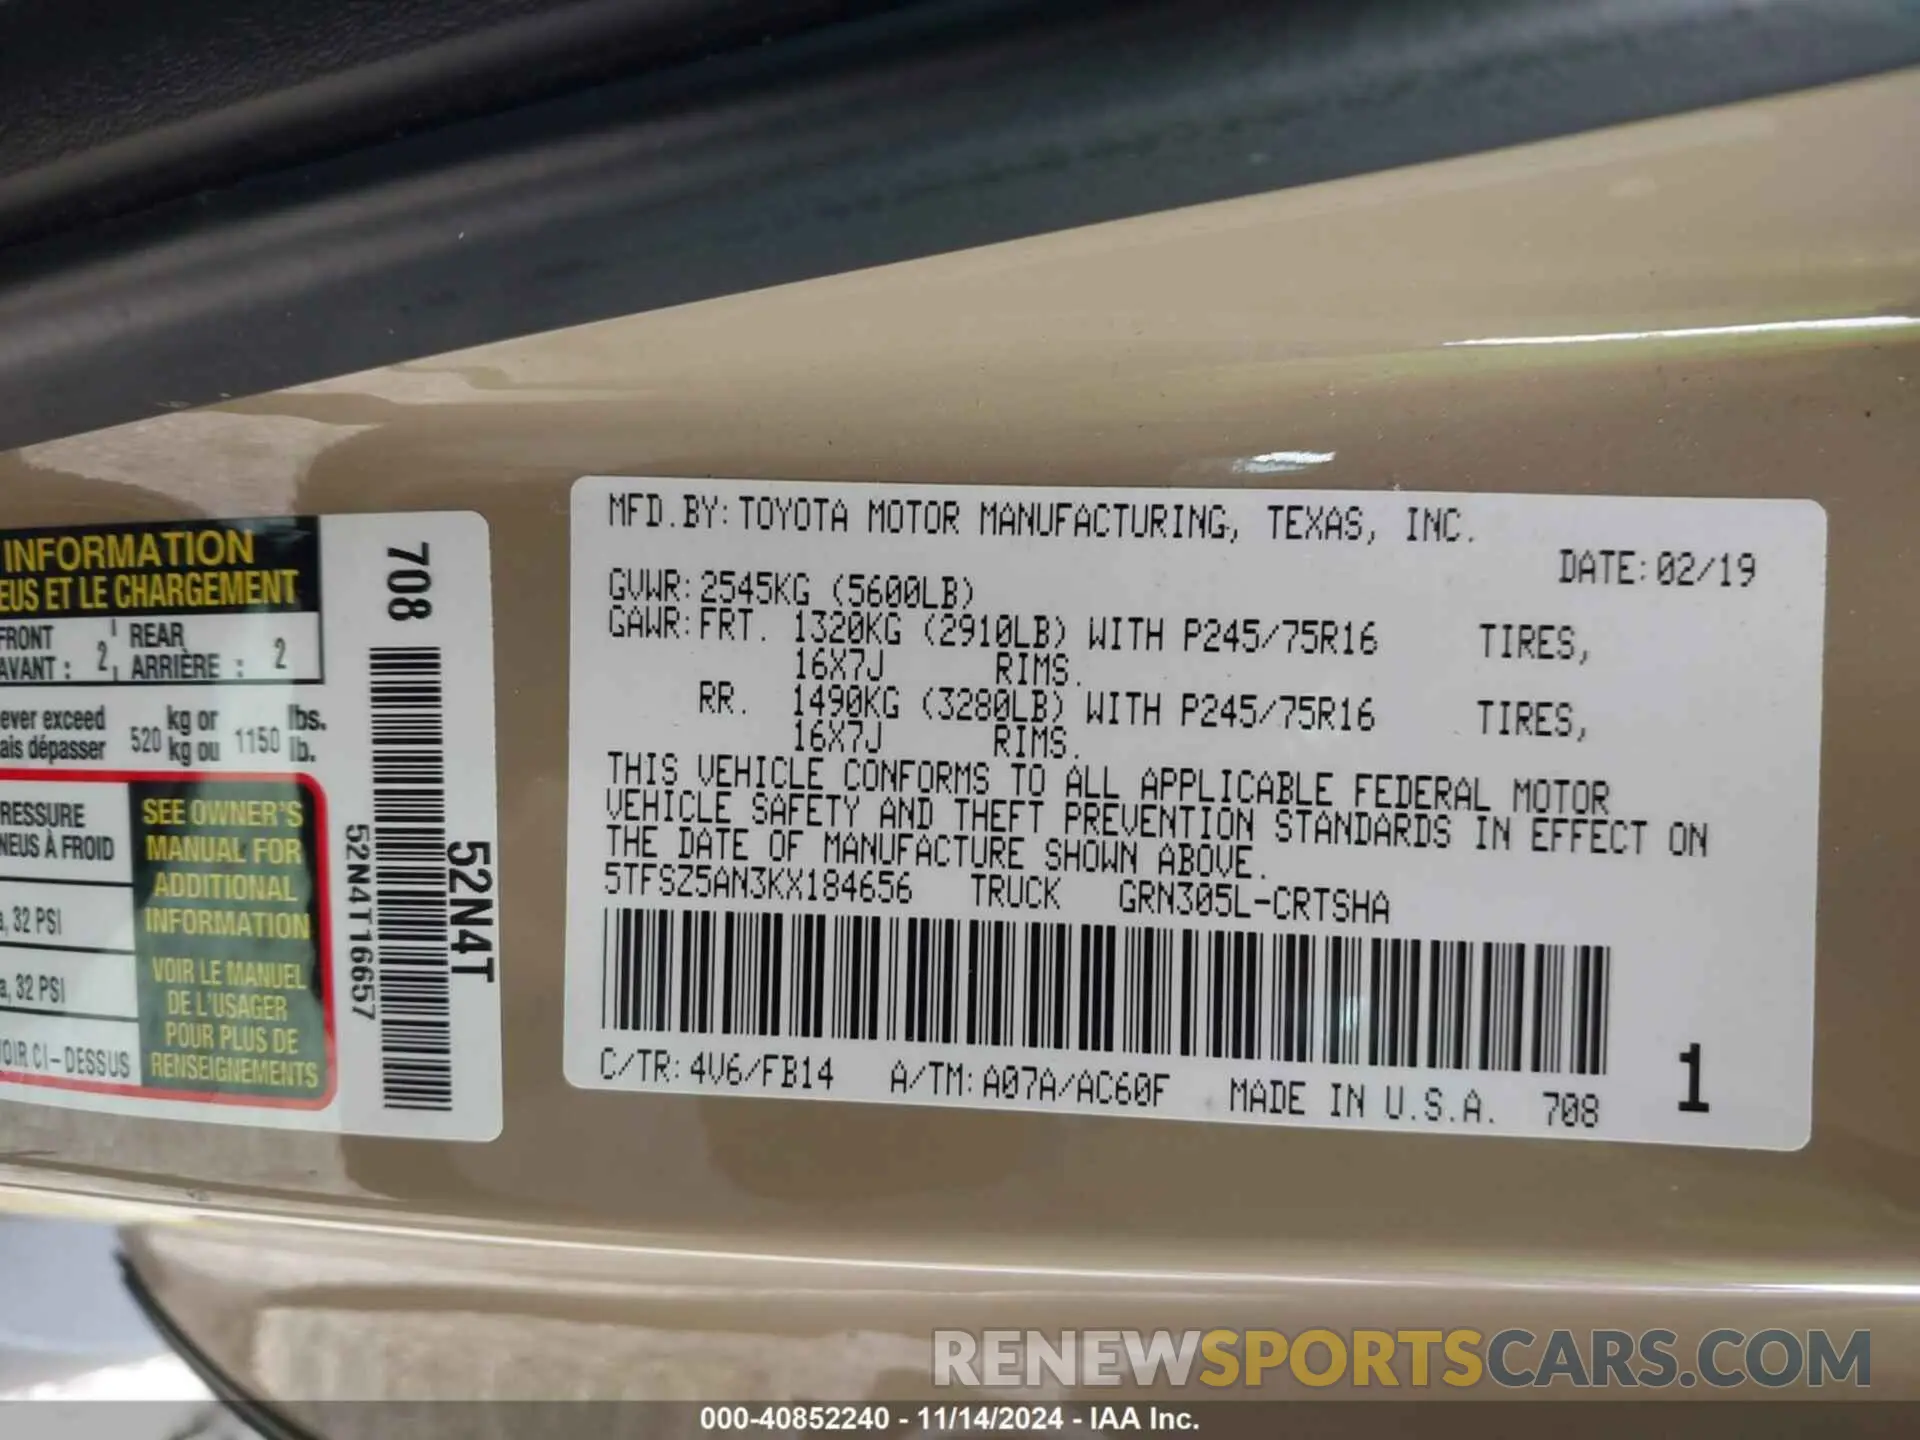 INFORMATION
EUS ET LE CHARGEMENT
FRONT
AVANT : 2
REAR
ARRIÈRE : 2
ever exceed
ais dépasser
520 kg or
kg ou
1150 lbs.
lb.
RESSURE
NEUS À FROID
, 32 PSI
a, 32 PSI
OIR CI-DESSUS
SEE OWNER'S
MANUAL FOR
ADDITIONAL
INFORMATION
VOIR LE MANUEL
DE L'USAGER
POUR PLUS DE
RENSEIGNEMENTS
708
52N4T16657
52N4T
MFD.BY:TOYOTA MOTOR MANUFACTURING, TEXAS, INC.
DATE:02/19
GVWR:2545KG (5600LB)
GAWR:FRT. 1320KG (2910LB) WITH P245/75R16 TIRES,
16X7J RIMS.
RR. 1490KG (3280LB) WITH P245/75R16 TIRES,
16X7J RIMS.
THIS VEHICLE CONFORMS TO ALL APPLICABLE FEDERAL MOTOR
VEHICLE SAFETY AND THEFT PREVENTION STANDARDS IN EFFECT ON
THE DATE OF MANUFACTURE SHOWN ABOVE.
5TFSZ5AN3KX184656 TRUCK GRN305L-CRTSHA
C/TR:4V6/FB14 A/TM:A07A/AC60F MADE IN U.S.A. 708
1
RENEWSPORTSCARS.COM
000-40852240 - 11/14/2024 - IAA Inc.